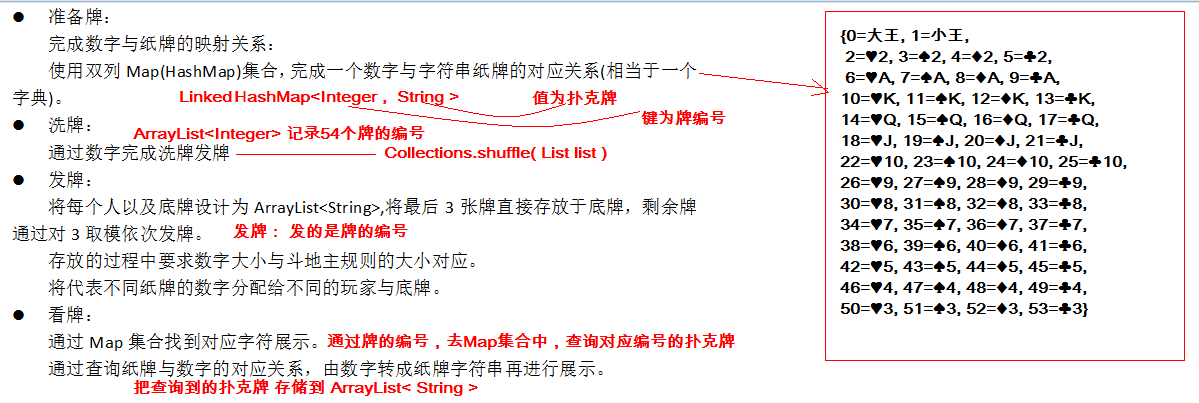 ● 准备牌：
完成数字与纸牌的映射关系：
使用双列 Map(HashMap)集合，完成一个数字与字符串纸牌的对应关系(相当于一个
字典)。
LinkedHashMap<Integer , String >
值为扑克牌
键为牌编号
● 洗牌：
ArrayList<Integer> 记录54个牌的编号
通过数字完成洗牌发牌
Collections.shuffle( List list )
● 发牌：
将每个人以及底牌设计为 ArrayList<String>,将最后 3 张牌直接存放于底牌，剩余牌
通过对 3 取模依次发牌。
发牌： 发的是牌的编号
存放的过程中要求数字大小与斗地主规则的大小对应。
将代表不同纸牌的数字分配给不同的玩家与底牌。
● 看牌：
通过 Map 集合找到对应字符展示。
通过牌的编号，去Map集合中，查询对应编号的扑克牌
通过查询纸牌与数字的对应关系，由数字转成纸牌字符串再进行展示。
把查询到的扑克牌 存储到 ArrayList< String >
{0=大王, 1=小王,
2=♥2, 3=♠2, 4=♦2, 5=♣2,
6=♥A, 7=♠A, 8=♦A, 9=♣A,
10=♥K, 11=♠K, 12=♦K, 13=♣K,
14=♥Q, 15=♠Q, 16=♦Q, 17=♣Q,
18=♥J, 19=♠J, 20=♦J, 21=♣J,
22=♥10, 23=♠10, 24=♦10, 25=♣10,
26=♥9, 27=♠9, 28=♦9, 29=♣9,
30=♥8, 31=♠8, 32=♦8, 33=♣8,
34=♥7, 35=♠7, 36=♦7, 37=♣7,
38=♥6, 39=♠6, 40=♦6, 41=♣6,
42=♥5, 43=♠5, 44=♦5, 45=♣5,
46=♥4, 47=♠4, 48=♦4, 49=♣4,
50=♥3, 51=♠3, 52=♦3, 53=♣3}